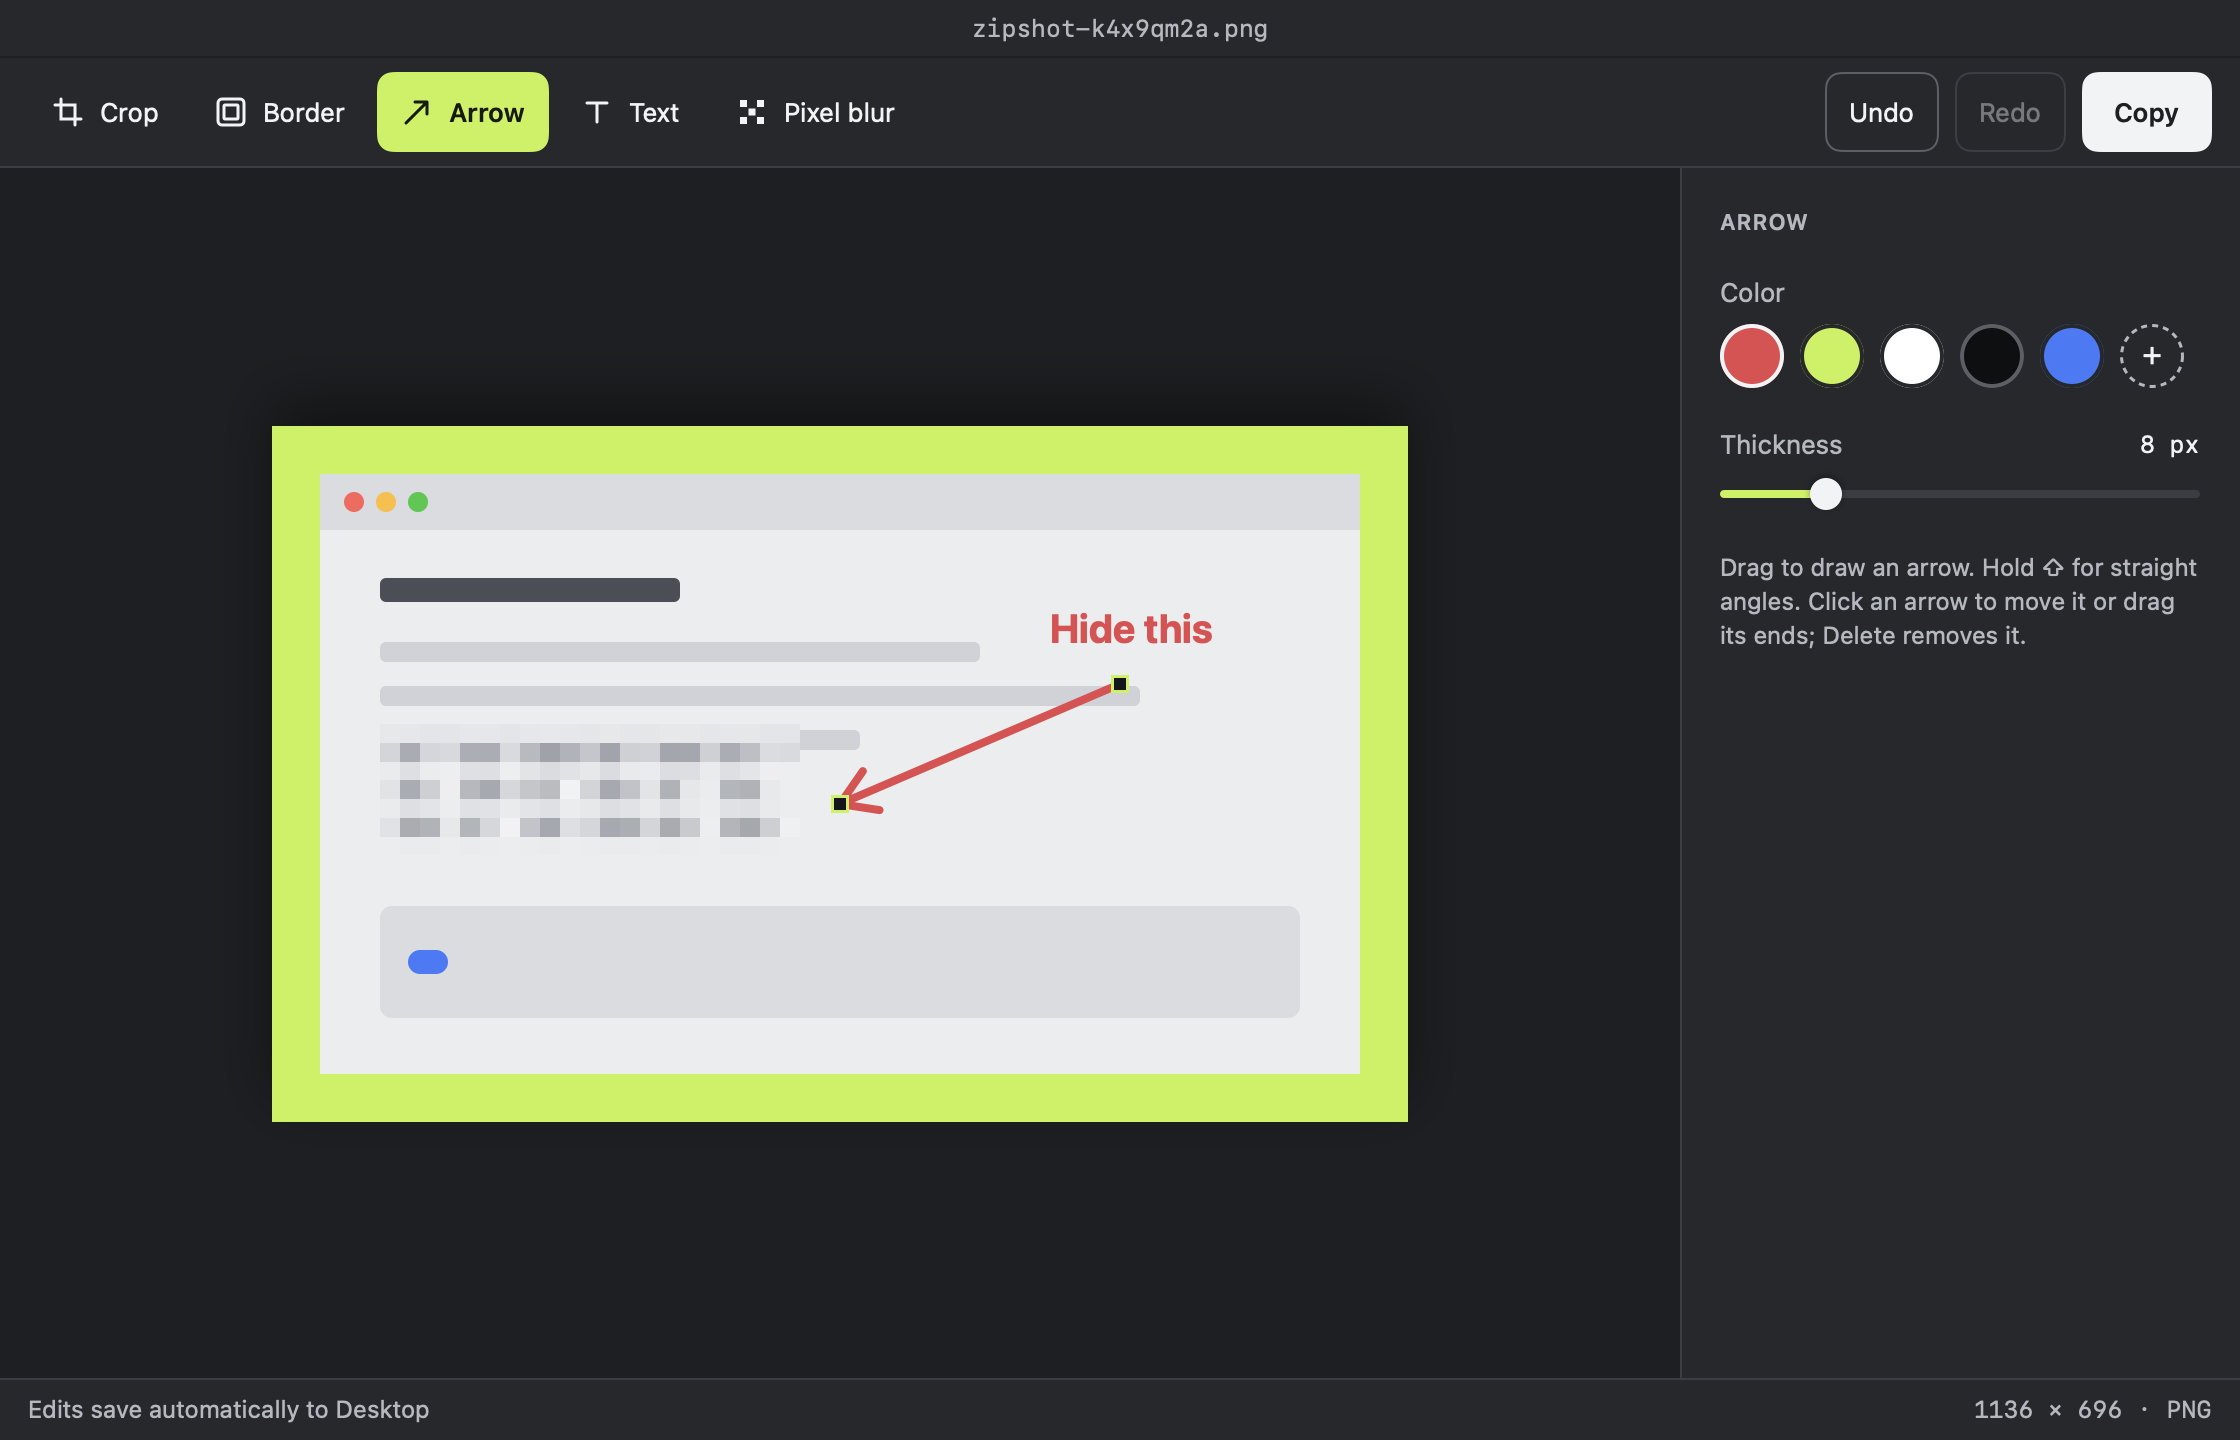 zipshot-k4x9qm2a.png
Crop
Border
Arrow
Text
Pixel blur
Undo
Redo
Copy
ARROW
Color
+
Thickness
8 px
Drag to draw an arrow. Hold ⇧ for straight
angles. Click an arrow to move it or drag
its ends; Delete removes it.
Hide this
Edits save automatically to Desktop
1136 × 696 · PNG